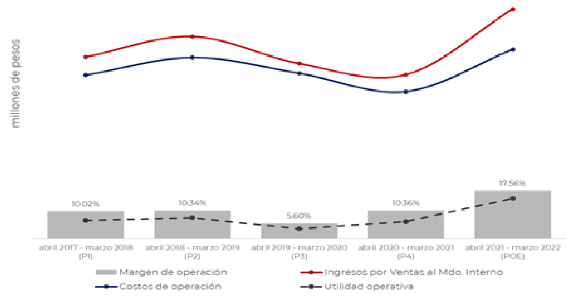 millones de pesos
10.02%
10.34%
5.60%
10.36%
17.56%
abril 2017 - marzo 2018
(P1)
abril 2018 - marzo 2019
(P2)
abril 2019 - marzo 2020
(P3)
abril 2020 - marzo 2021
(P4)
abril 2021 - marzo 2022
(POE)
Margen de operación
Ingresos por Ventas al Mdo. Interno
Costos de operación
Utilidad operativa